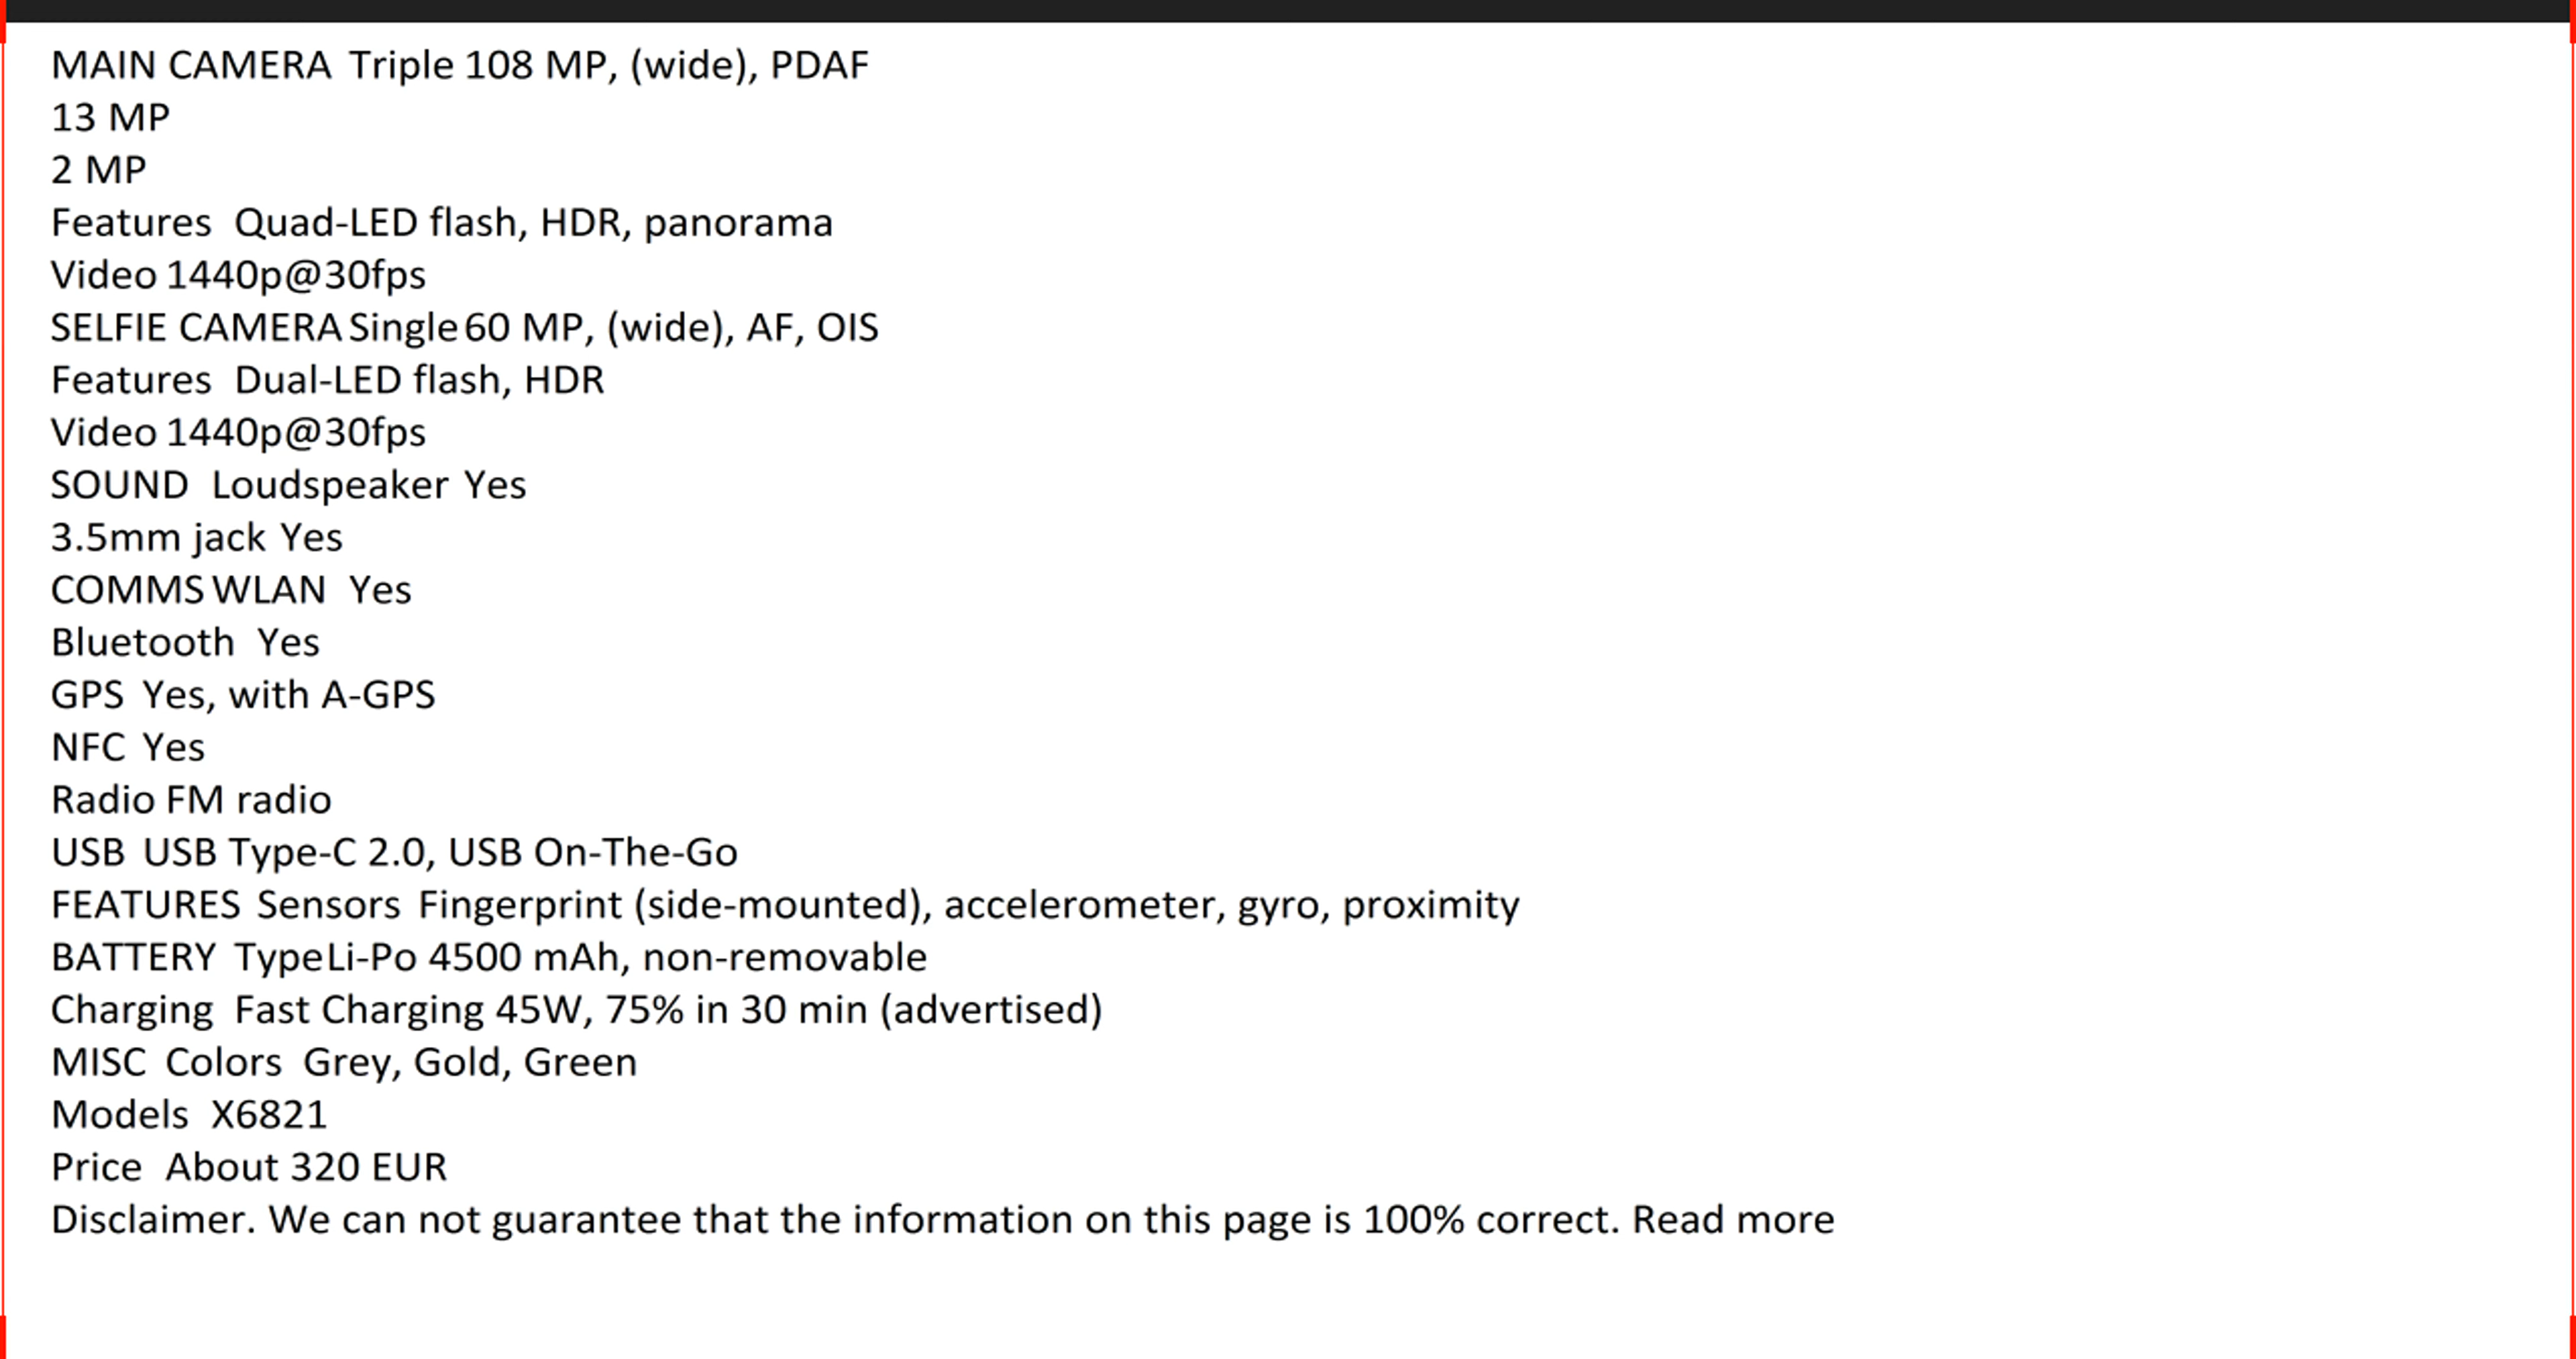 MAIN CAMERA Triple 108 MP, (wide), PDAF
13 MP
2 MP
Features Quad-LED flash, HDR, panorama
Video 1440p@30fps
SELFIE CAMERA Single 60 MP, (wide), AF, OIS
Features Dual-LED flash, HDR
Video 1440p@30fps
SOUND Loudspeaker Yes
3.5mm jack Yes
COMMS WLAN Yes
Bluetooth Yes
GPS Yes, with A-GPS
NFC Yes
Radio FM radio
USB USB Type-C 2.0, USB On-The-Go
FEATURES Sensors Fingerprint (side-mounted), accelerometer, gyro, proximity
BATTERY Type Li-Po 4500 mAh, non-removable
Charging Fast Charging 45W, 75% in 30 min (advertised)
MISC Colors Grey, Gold, Green
Models X6821
Price About 320 EUR
Disclaimer. We can not guarantee that the information on this page is 100% correct. Read more